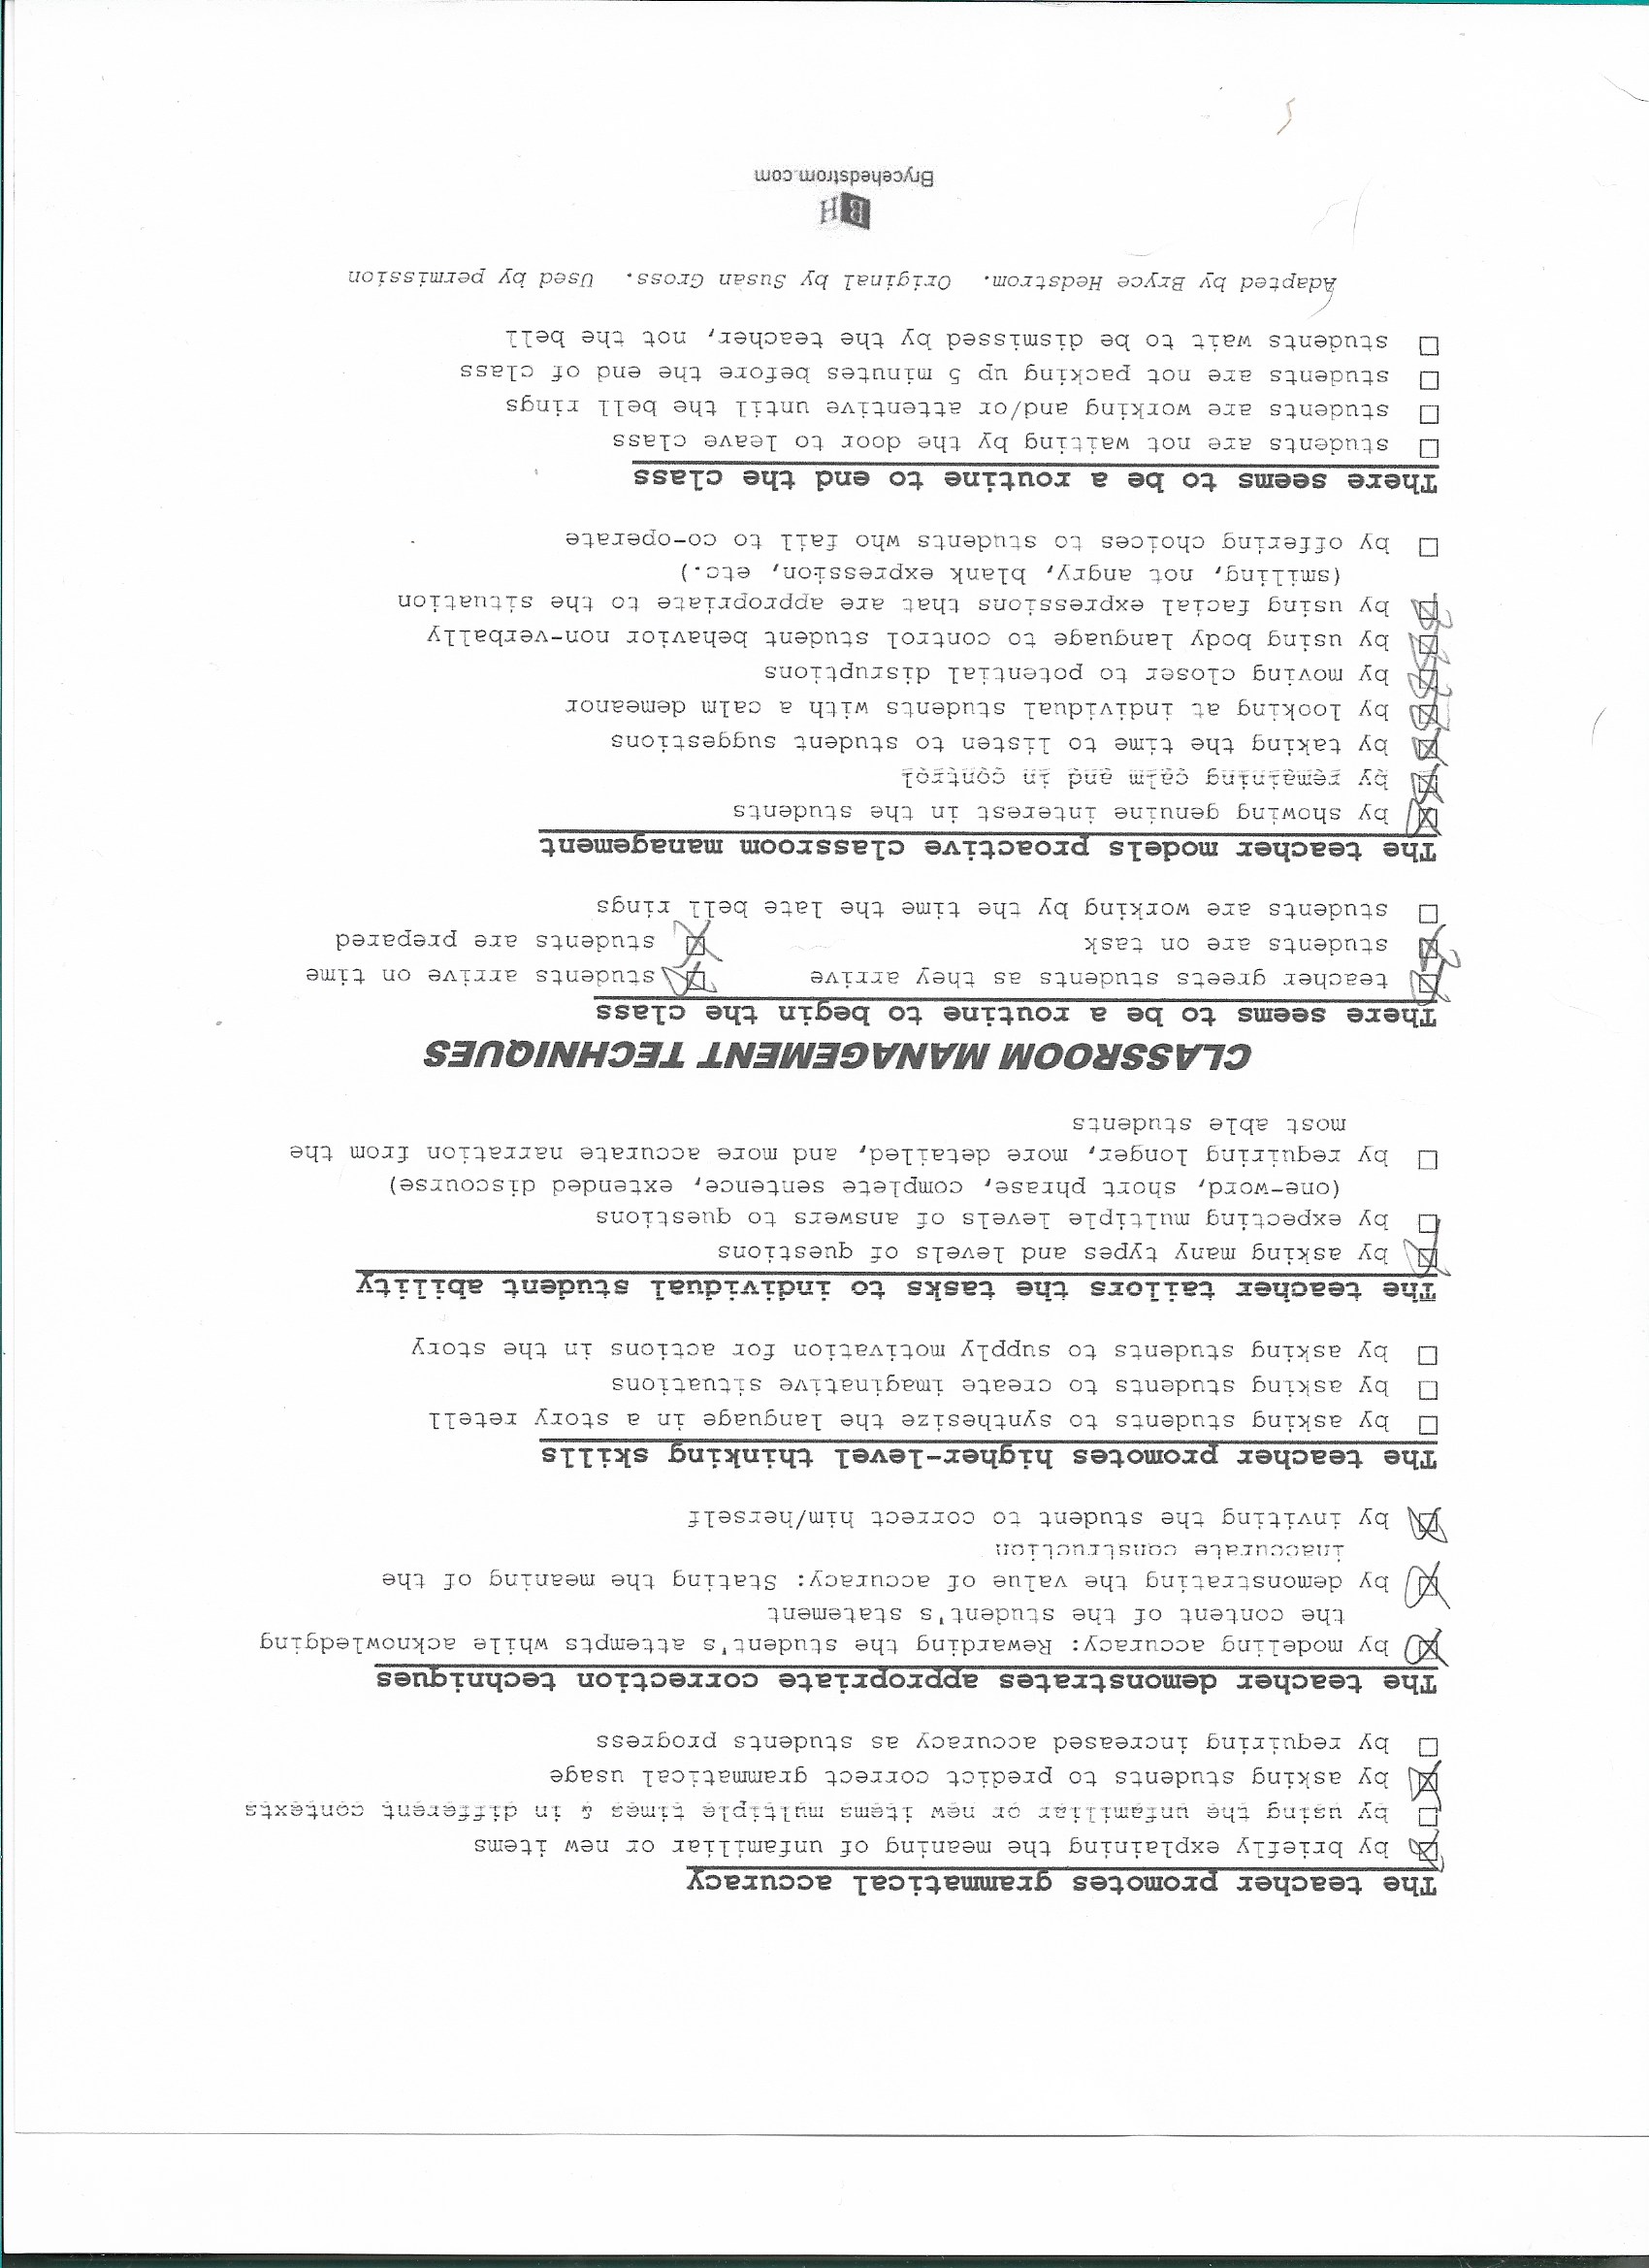 The teacher promotes grammatical accuracy
☒ by briefly explaining the meaning of unfamiliar or new items
☐ by using the unfamiliar or new items multiple times & in different contexts
☒ by asking students to predict correct grammatical usage
☐ by requiring increased accuracy as students progress
The teacher demonstrates appropriate correction techniques
☒ by modeling accuracy: Rewarding the student's attempts while acknowledging
the content of the student's statement
☒ by demonstrating the value of accuracy: Stating the meaning of the
inaccurate construction
☒ by inviting the student to correct him/herself
The teacher promotes higher-level thinking skills
☐ by asking students to synthesize the language in a story retell
☐ by asking students to create imaginative situations
☐ by asking students to supply motivation for actions in the story
The teacher tailors the tasks to individual student ability
☒ by asking many types and levels of questions
☐ by expecting multiple levels of answers to questions
(one-word, short phrase, complete sentence, extended discourse)
☐ by requiring longer, more detailed, and more accurate narration from the
most able students
CLASSROOM MANAGEMENT TECHNIQUES
There seems to be a routine to begin the class
☒ teacher greets students as they arrive ☒ students arrive on time
☒ students are on task ☒ students are prepared
☐ students are working by the time the late bell rings
The teacher models proactive classroom management
☒ by showing genuine interest in the students
☒ by remaining calm and in control
☒ by taking the time to listen to student suggestions
☒ by looking at individual students with a calm demeanor
☒ by moving closer to potential disruptions
☒ by using body language to control student behavior non-verbally
☒ by using facial expressions that are appropriate to the situation
(smiling, not angry, blank expression, etc.)
☐ by offering choices to students who fail to co-operate
There seems to be a routine to end the class
☐ students are not waiting by the door to leave class
☐ students are working and/or attentive until the bell rings
☐ students are not packing up 5 minutes before the end of class
☐ students wait to be dismissed by the teacher, not the bell
Adapted by Bryce Hedstrom. Original by Susan Gross. Used by permission
BH
Brycehedstrom.com